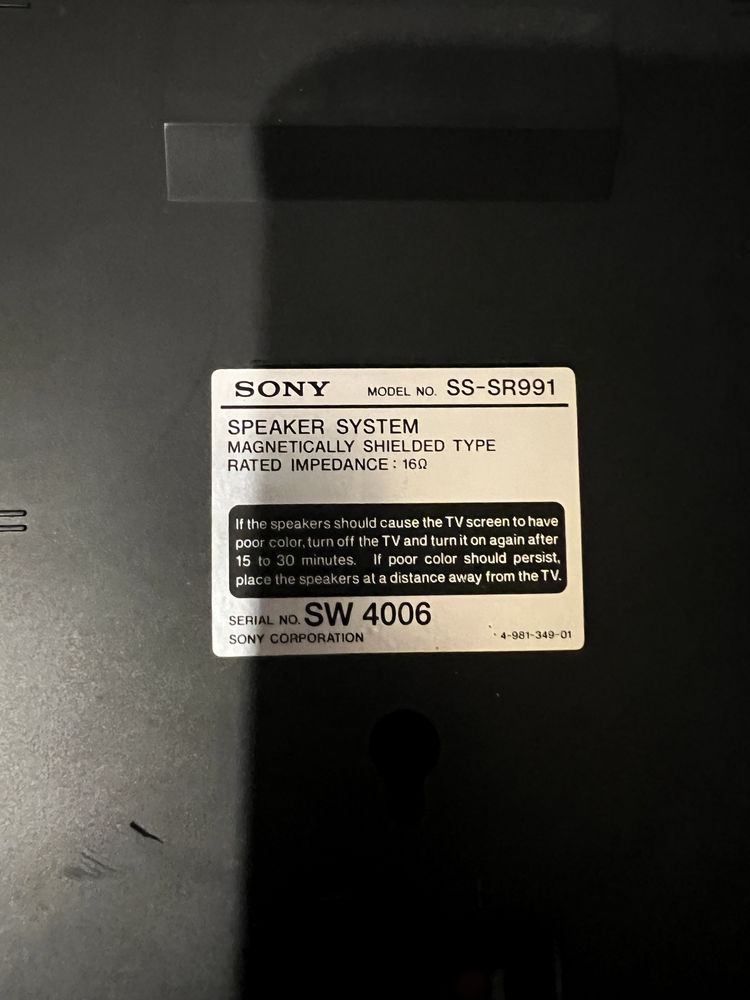 SONY MODEL NO. SS-SR991
SPEAKER SYSTEM
MAGNETICALLY SHIELDED TYPE
RATED IMPEDANCE : 16Ω
If the speakers should cause the TV screen to have
poor color, turn off the TV and turn it on again after
15 to 30 minutes. If poor color should persist,
place the speakers at a distance away from the TV.
SERIAL NO. SW 4006
SONY CORPORATION 4-981-349-01